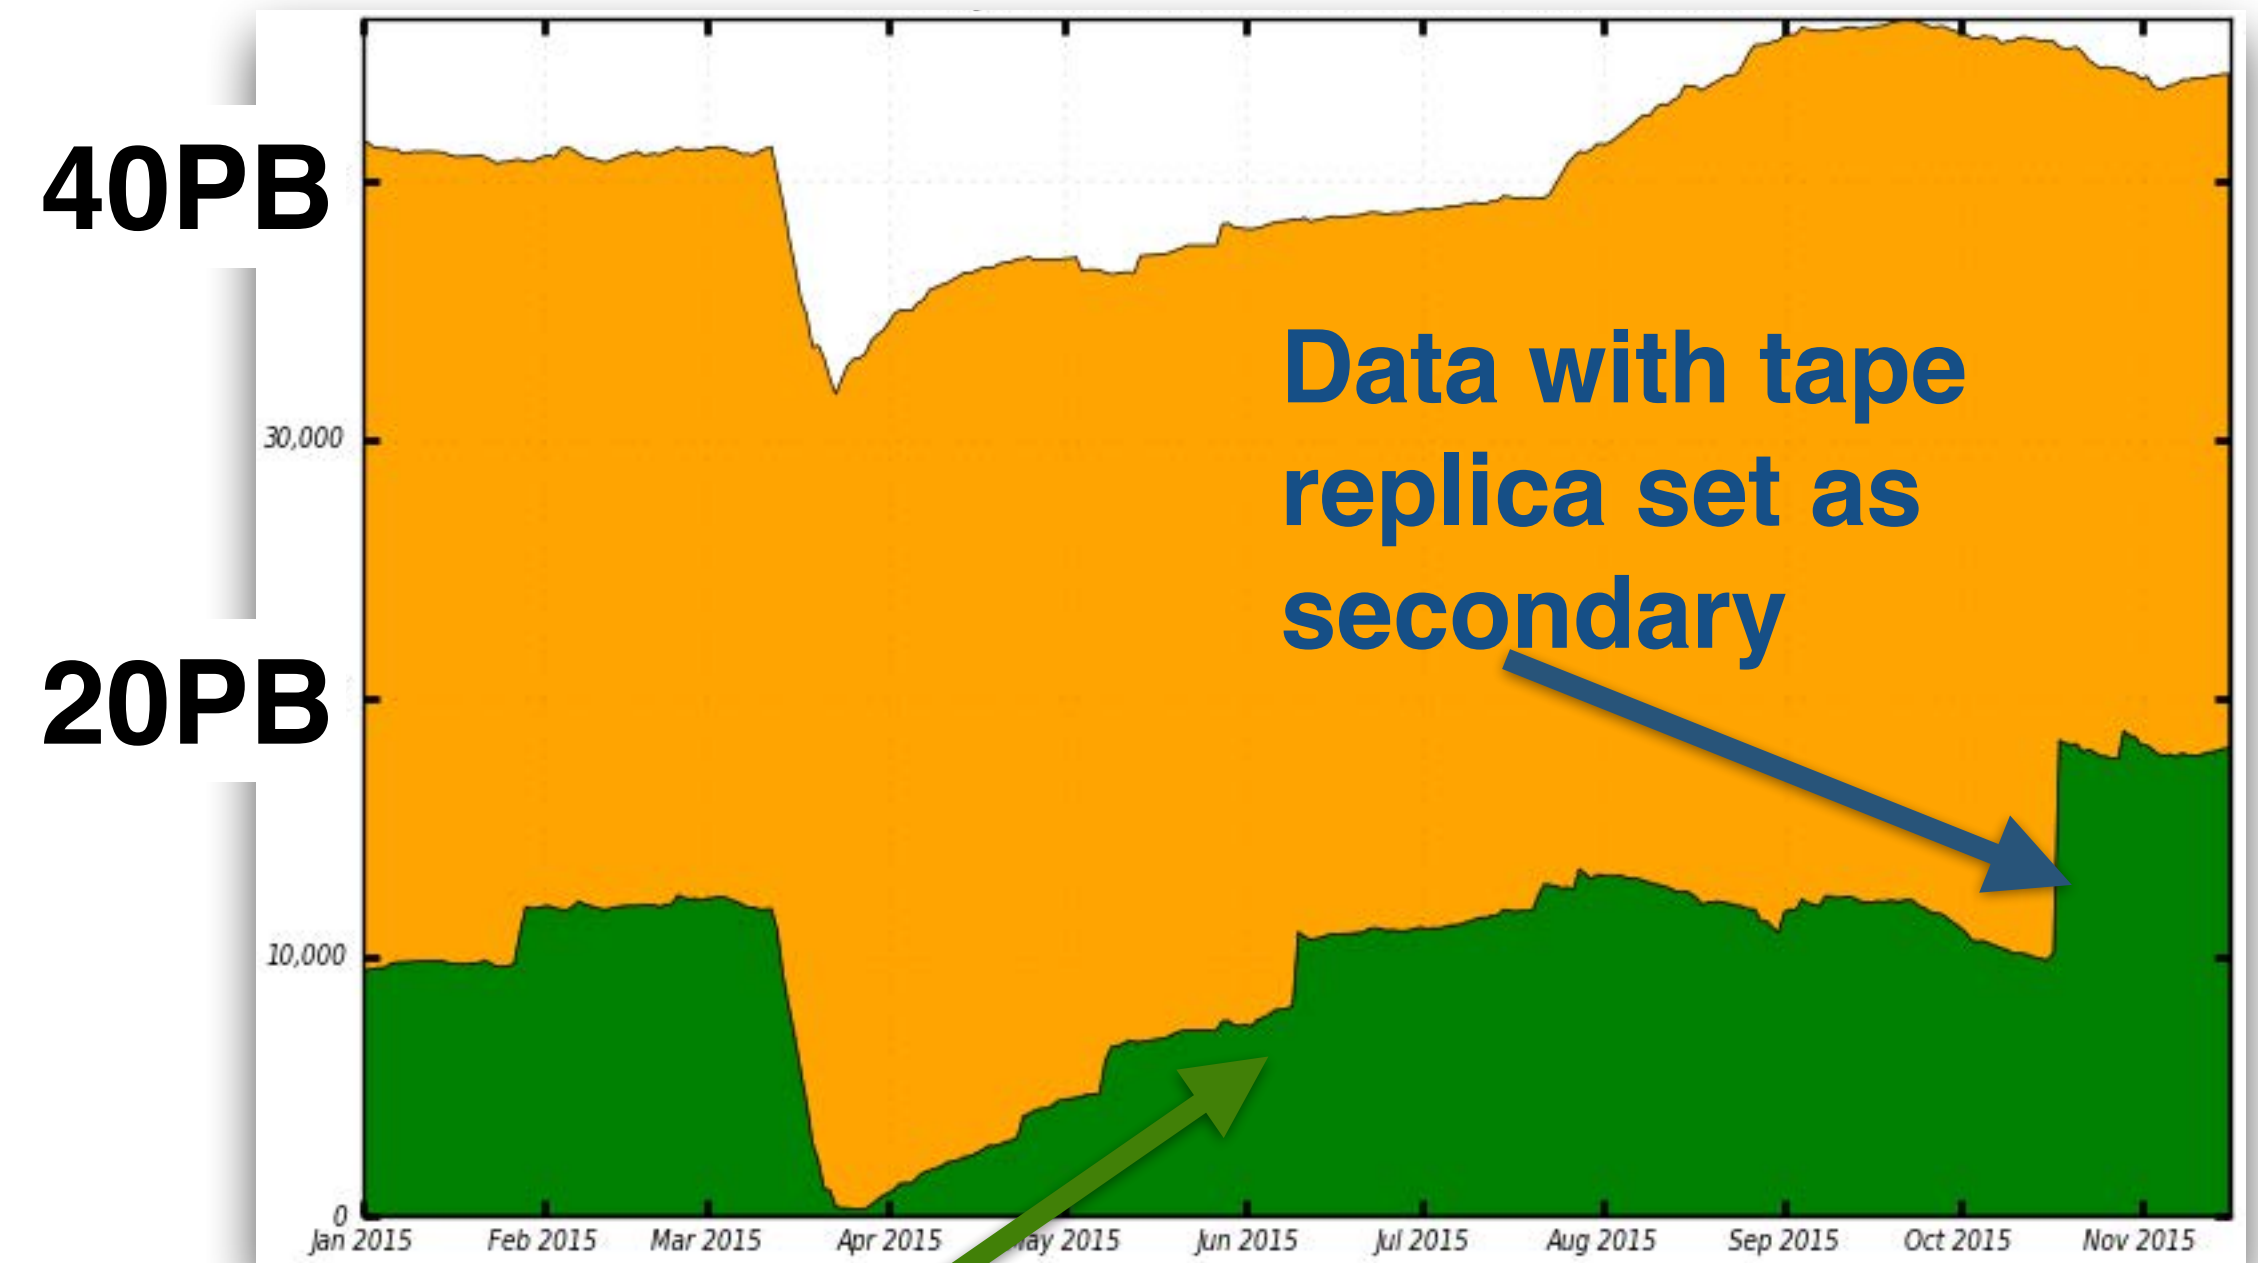 40PB
30,000
20PB
10,000
0
Data with tape
replica set as
secondary
Jan 2015 Feb 2015 Mar 2015 Apr 2015 2015 Jun 2015 Jul 2015 Aug 2015 Sep 2015 Oct 2015 Nov 2015